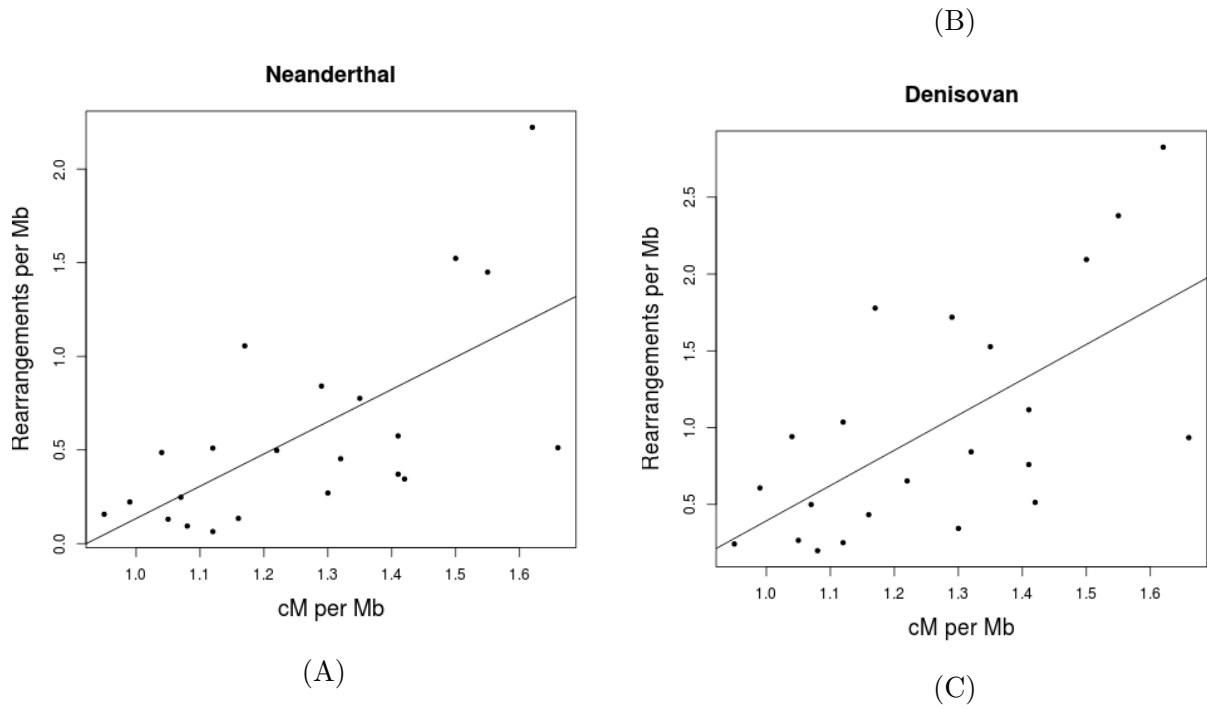 (B)
Neanderthal
Rearrangements per Mb
0.0 0.5 1.0 1.5 2.0
1.0 1.1 1.2 1.3 1.4 1.5 1.6
cM per Mb
(A)
Denisovan
Rearrangements per Mb
0.5 1.0 1.5 2.0 2.5
1.0 1.1 1.2 1.3 1.4 1.5 1.6
cM per Mb
(C)